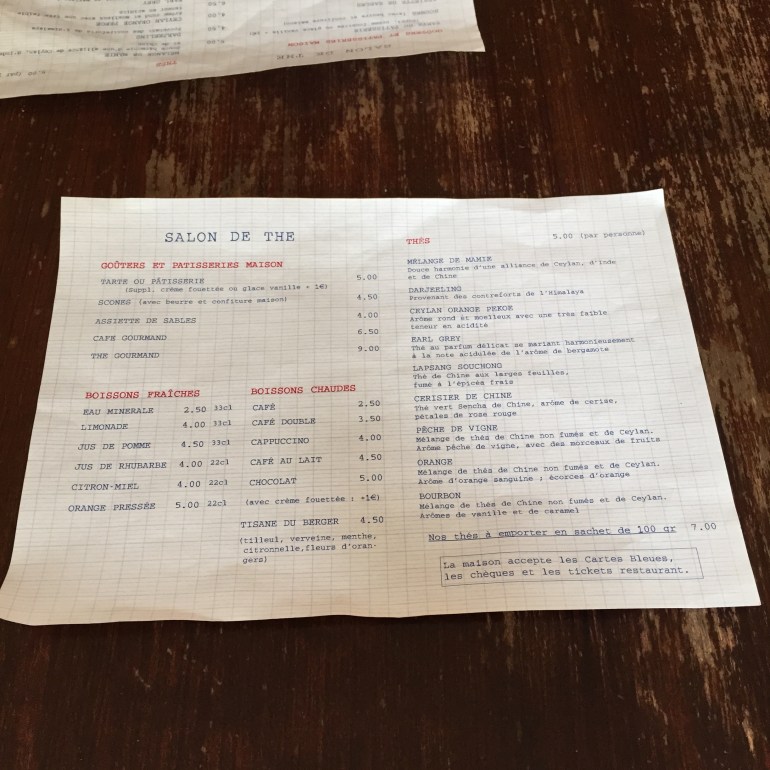 SALON DE THE
GOÛTERS ET PATISSERIES MAISON
TARTE OU PÂTISSERIE 5.00
(Suppl. crème fouettée ou glace vanille + 1€)
SCONES (avec beurre et confiture maison) 4,50
ASSIETTE DE SABLES 4.00
CAFE GOURMAND 6.50
THE GOURMAND 9.00
BOISSONS FRAÎCHES
EAU MINERALE 2.50 33cl
LIMONADE 4.00 33cl
JUS DE POMME 4.50 33cl
JUS DE RHUBARBE 4.00 22cl
CITRON-MIEL 4.00 22cl
ORANGE PRESSÉE 5.00 22cl
BOISSONS CHAUDES
CAFÉ 2.50
CAFÉ DOUBLE 3.50
CAPPUCCINO 4.00
CAFÉ AU LAIT 4.50
CHOCOLAT 5.00
(avec crème fouettée : +1€)
TISANE DU BERGER 4.50
(tilleul, verveine, menthe,
citronnelle,fleurs d'oran-
gers)
THÉS 5.00 (par personne)
MÉLANGE DE MAMIE
Douce harmonie d'une alliance de Ceylan, d'Inde
et de Chine
DARJEELING
Provenant des contreforts de l'Himalaya
CEYLAN ORANGE PEKOE
Arôme rond et moelleux avec une très faible
teneur en acidité
EARL GREY
Thé au parfum délicat se mariant harmonieusement
à la note acidulée de l'arôme de bergamote
LAPSANG SOUCHONG
Thé de Chine aux larges feuilles,
fumé à l'épicéa frais
CERISIER DE CHINE
Thé vert Sencha de Chine, arôme de cerise,
pétales de rose rouge
PÊCHE DE VIGNE
Mélange de thés de Chine non fumés et de Ceylan.
Arôme pêche de vigne, avec des morceaux de fruits
ORANGE
Mélange de thés de Chine non fumés et de Ceylan.
Arôme d'orange sanguine ; écorces d'orange
BOURBON
Mélange de thés de Chine non fumés et de Ceylan.
Arômes de vanille et de caramel
Nos thés à emporter en sachet de 100 gr 7.00
La maison accepte les Cartes Bleues,
les chèques et les tickets restaurant.